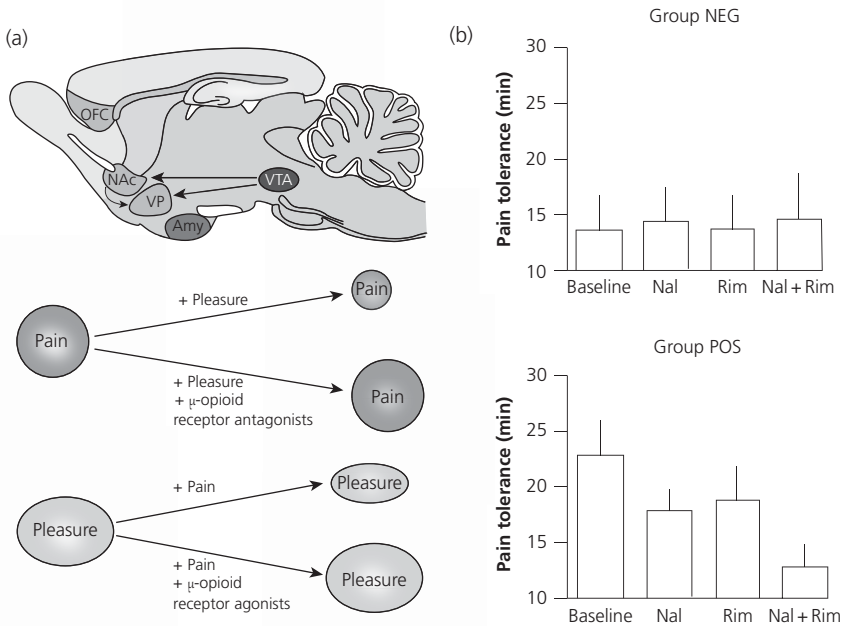 (a)
OFC
NAc
VTA
VP
Amy
Pain
+ Pleasure
Pain
+ Pleasure
+ μ-opioid
receptor antagonists
Pain
Pleasure
+ Pain
Pleasure
+ Pain
+ μ-opioid
receptor agonists
Pleasure
(b)
Group NEG
Pain tolerance (min)
30
25
20
15
10
Baseline Nal Rim Nal + Rim
Group POS
Pain tolerance (min)
30
25
20
15
10
Baseline Nal Rim Nal + Rim